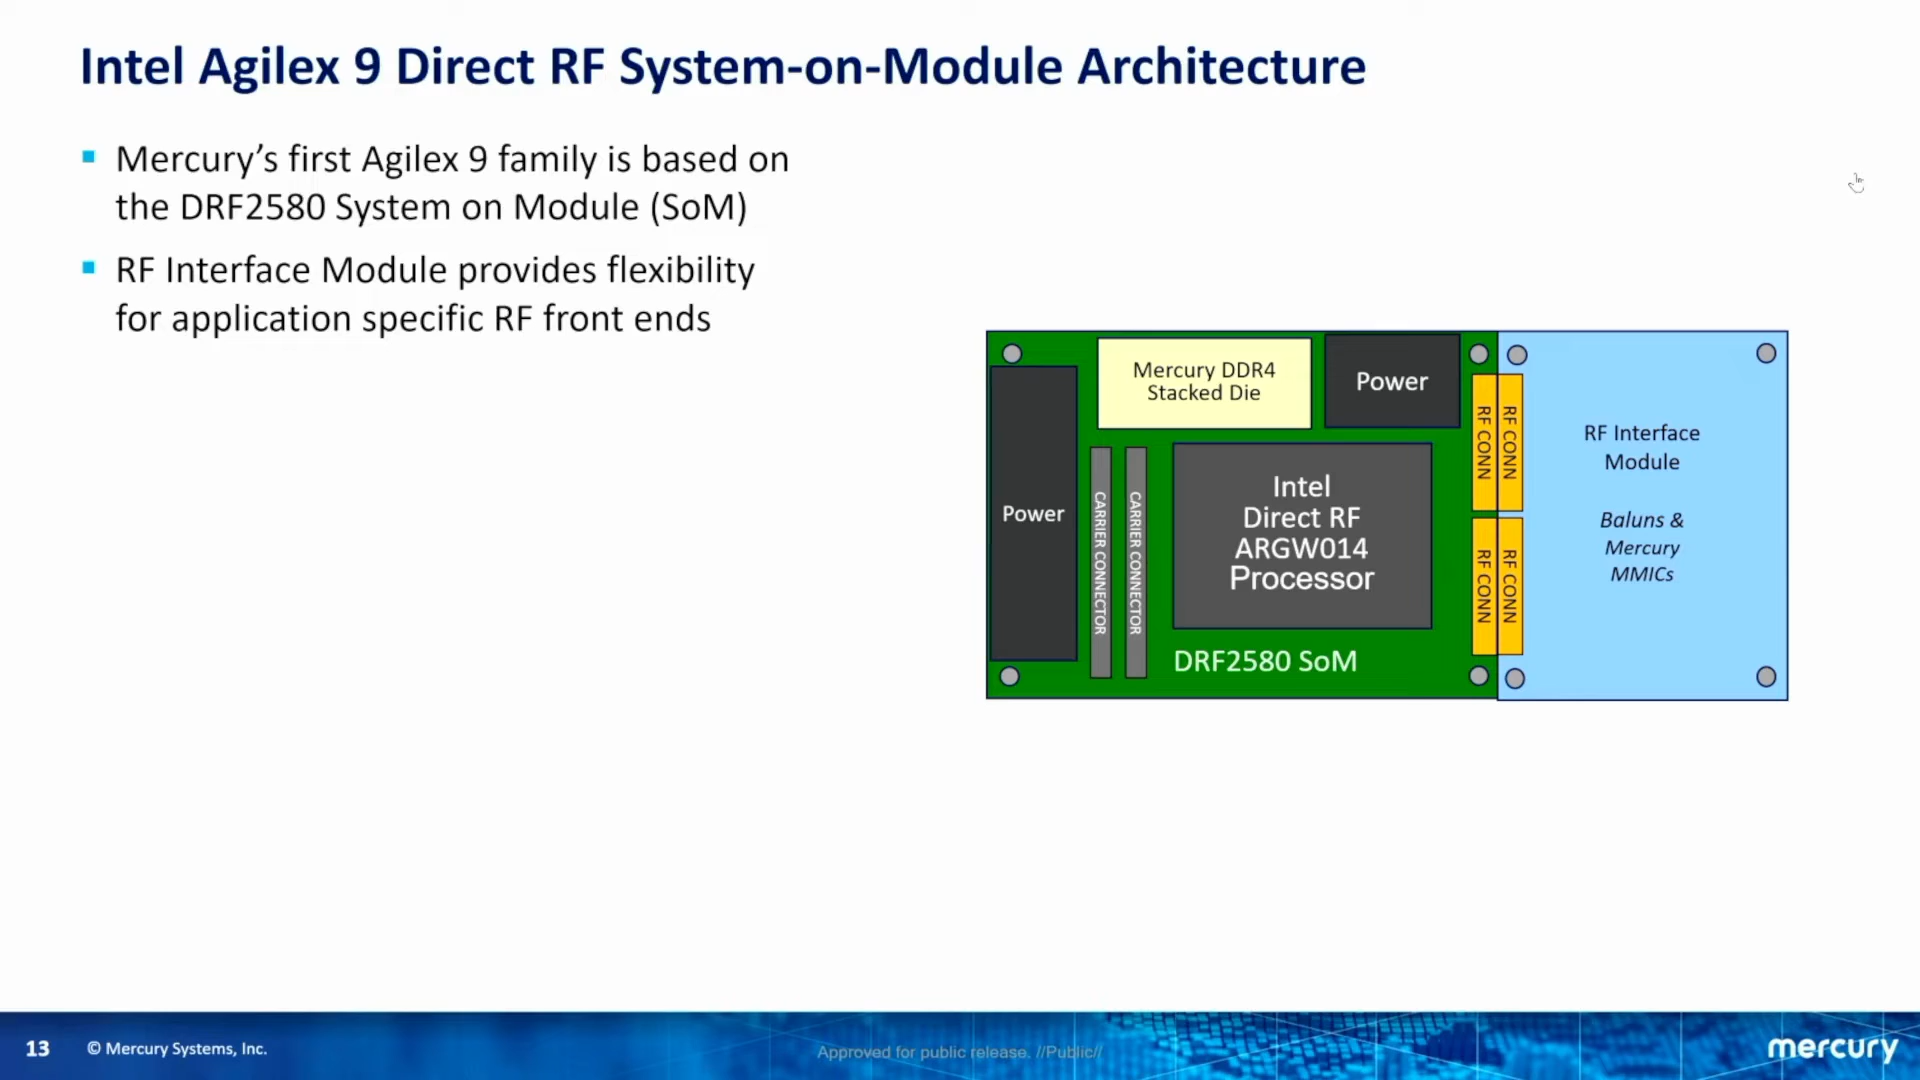 Intel Agilex 9 Direct RF System-on-Module Architecture
Mercury’s first Agilex 9 family is based on
the DRF2580 System on Module (SoM)
RF Interface Module provides flexibility
for application specific RF front ends
Mercury DDR4
Stacked Die
Power
Power
CARRIER CONNECTOR
CARRIER CONNECTOR
Intel
Direct RF
ARGW014
Processor
DRF2580 SoM
RF CONN
RF CONN
RF CONN
RF CONN
RF Interface
Module
Baluns &
Mercury
MMICs
13
© Mercury Systems, Inc.
Approved for public release. //Public//
mercury